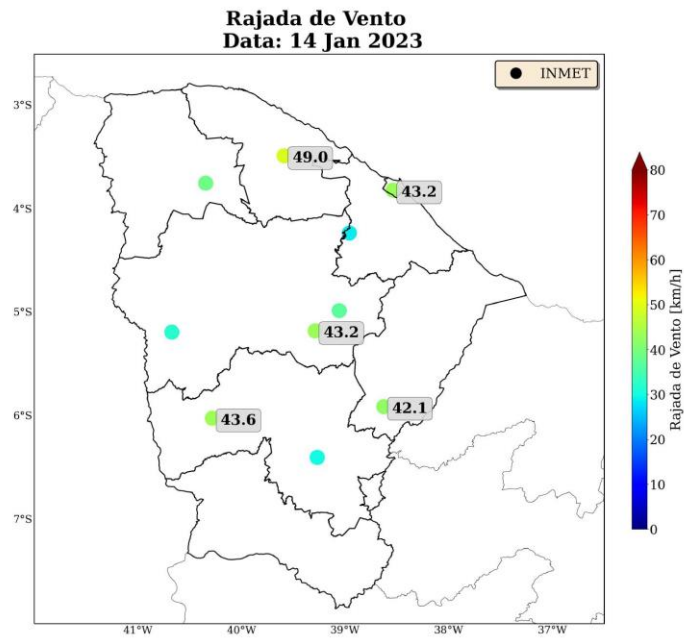 Rajada de Vento
Data: 14 Jan 2023
INMET
3°S
4°S
5°S
6°S
7°S
49.0
43.2
43.2
43.6
42.1
41°W
40°W
39°W
38°W
37°W
80
70
60
50
40
30
20
10
0
Rajada de Vento [km/h]